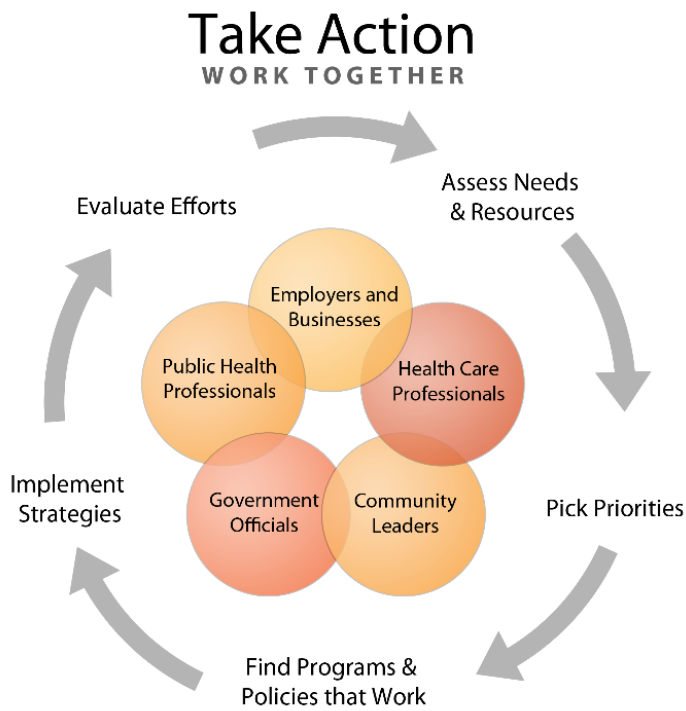 Take Action
WORK TOGETHER
Assess Needs
& Resources
Pick Priorities
Find Programs &
Policies that Work
Implement
Strategies
Evaluate Efforts
Employers and
Businesses
Health Care
Professionals
Community
Leaders
Government
Officials
Public Health
Professionals